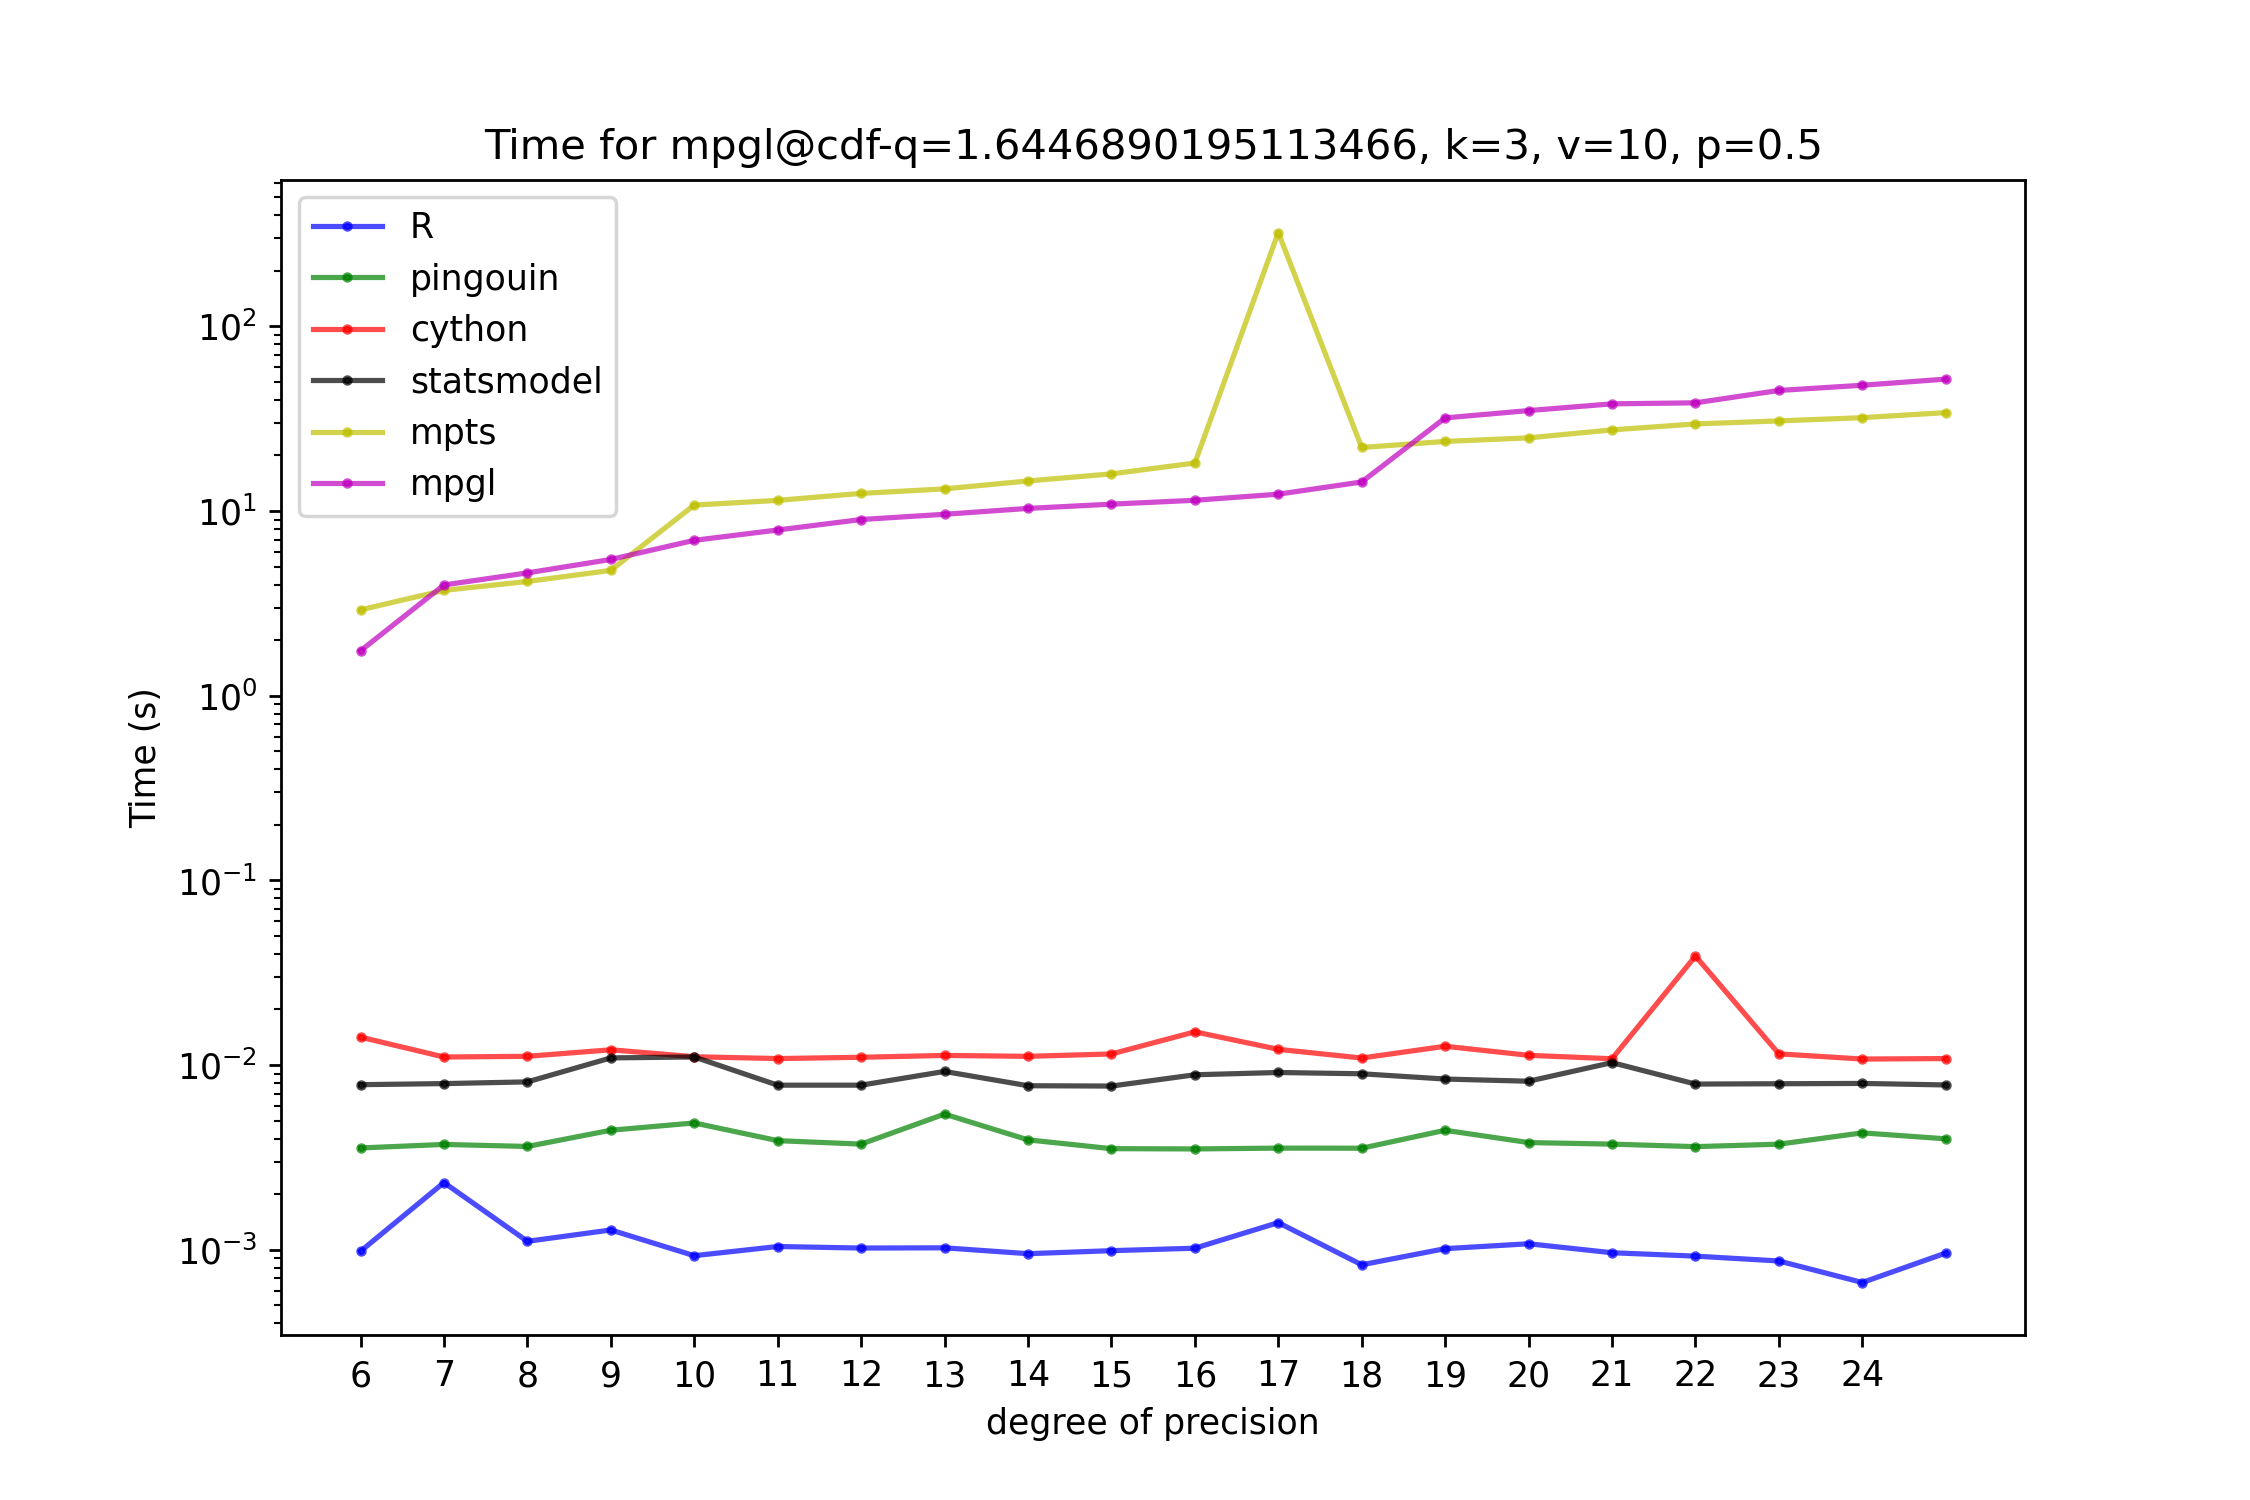 Time for mpgl@cdf-q=1.6446890195113466, k=3, v=10, p=0.5
R
pingouin
cython
statsmodel
mpts
mpgl
10²
10¹
10⁰
10⁻¹
10⁻²
10⁻³
Time (s)
6 7 8 9 10 11 12 13 14 15 16 17 18 19 20 21 22 23 24
degree of precision